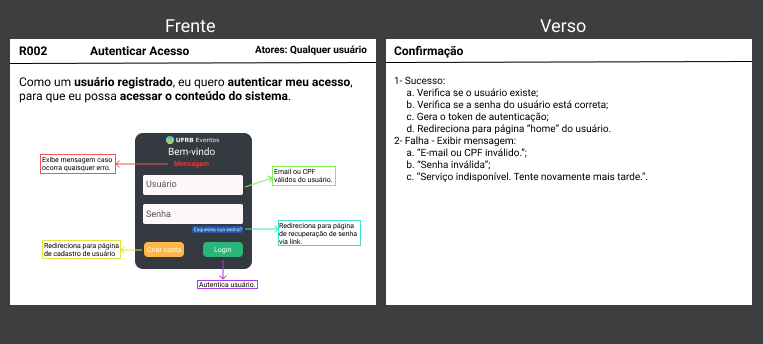 Frente
R002 Autenticar Acesso Atores: Qualquer usuário
Como um usuário registrado, eu quero autenticar meu acesso,
para que eu possa acessar o conteúdo do sistema.
UFRB Eventos
Bem-vindo
Mensagem
Exibe mensagem caso
ocorra quaisquer erro.
Usuário
Email ou CPF
válidos do usuário.
Senha
Esqueceu sua senha?
Redireciona para página
de recuperação de senha
via link.
Redireciona para página
de cadastro de usuário
Criar conta
Login
Autentica usuário.
Verso
Confirmação
1- Sucesso:
a. Verifica se o usuário existe;
b. Verifica se a senha do usuário está correta;
c. Gera o token de autenticação;
d. Redireciona para página “home” do usuário.
2- Falha - Exibir mensagem:
a. “E-mail ou CPF inválido.”;
b. “Senha inválida”;
c. “Serviço indisponível. Tente novamente mais tarde.”.